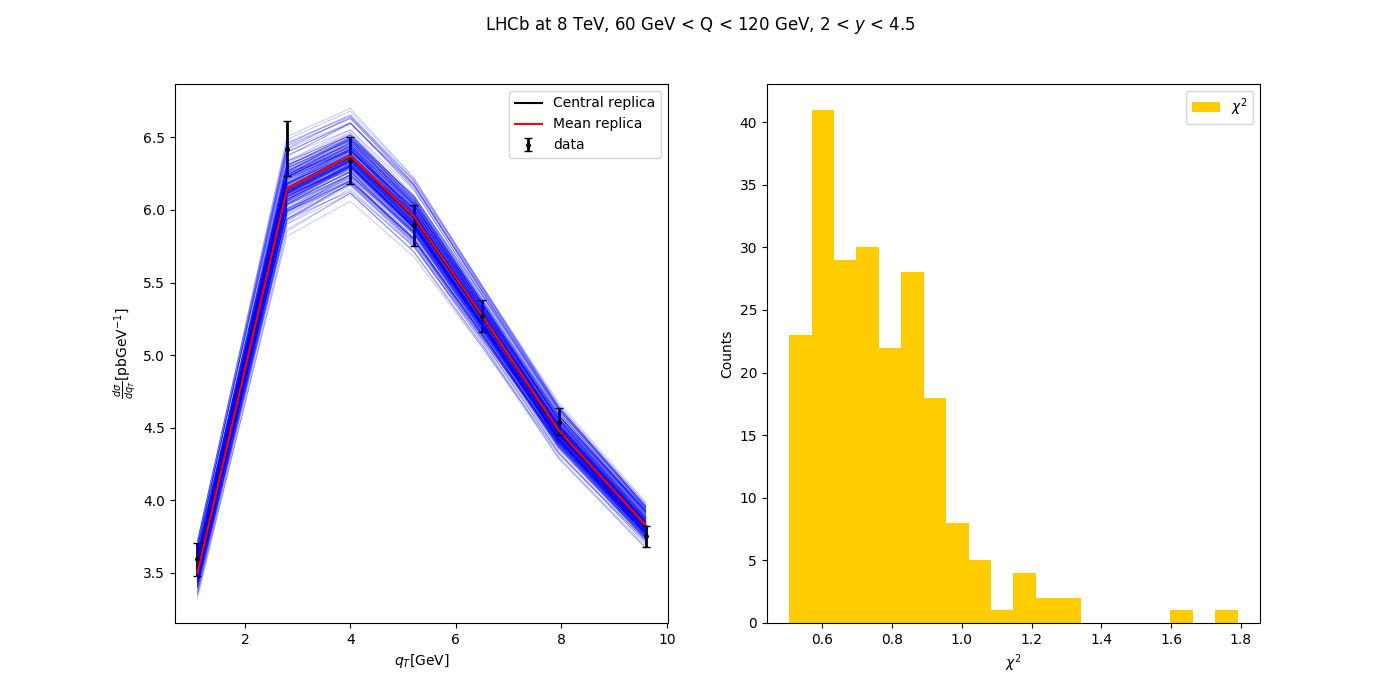 LHCb at 8 TeV, 60 GeV < Q < 120 GeV, 2 < y < 4.5
Central replica
Mean replica
data
6.5
6.0
5.5
5.0
4.5
4.0
3.5
dσ/dq_T [pbGeV⁻¹]
2 4 6 8 10
q_T[GeV]
χ²
40
35
30
25
20
15
10
5
0
Counts
0.6 0.8 1.0 1.2 1.4 1.6 1.8
χ²